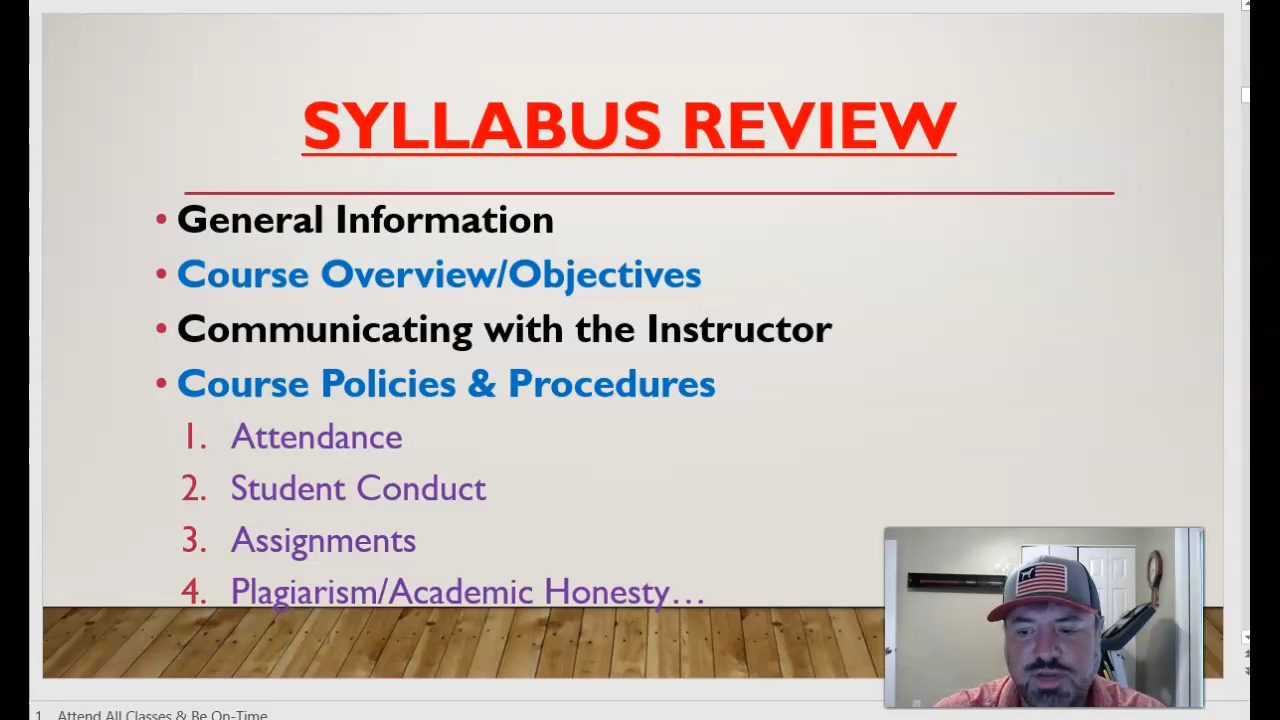 SYLLABUS REVIEW
• General Information
• Course Overview/Objectives
• Communicating with the Instructor
• Course Policies & Procedures
1. Attendance
2. Student Conduct
3. Assignments
4. Plagiarism/Academic Honesty...
1. Attend All Classes & Be On-Time